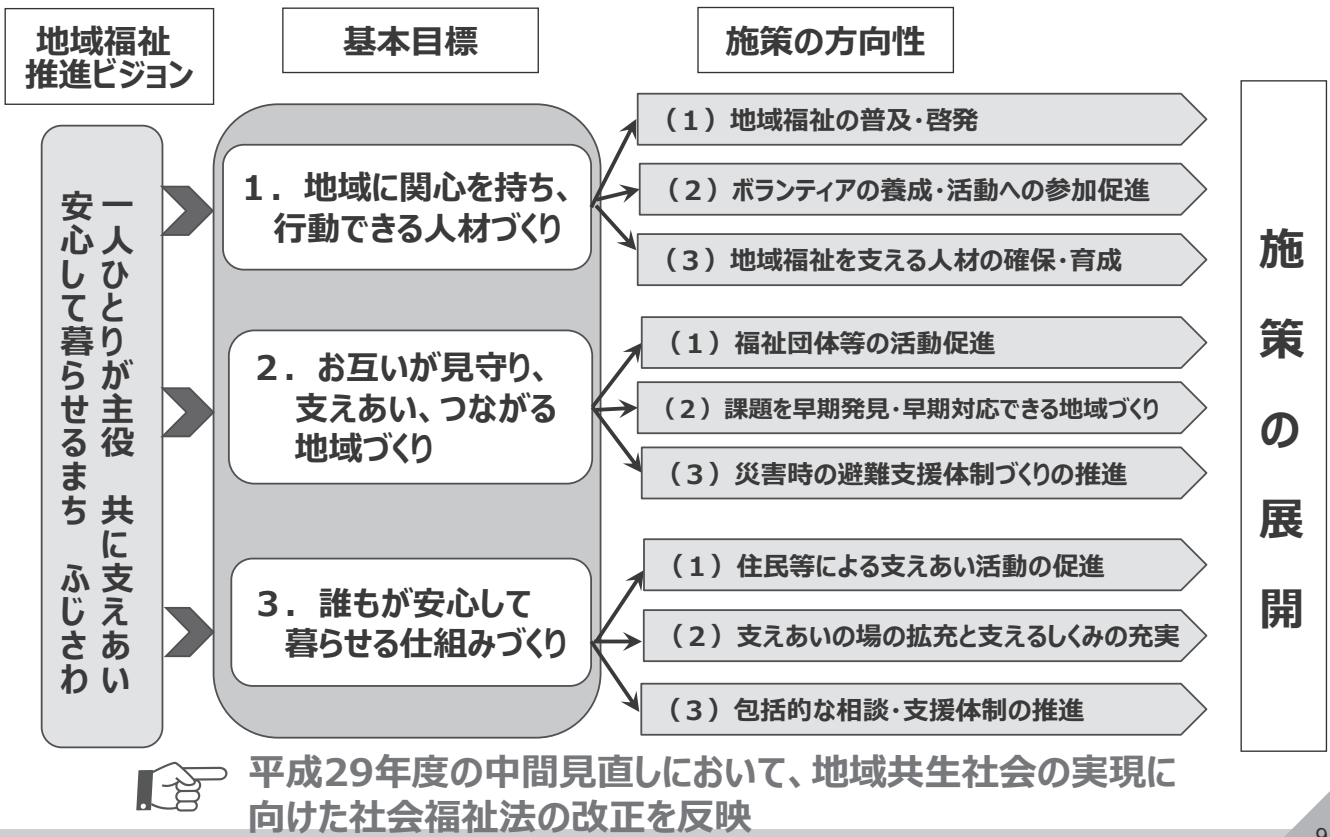 地域福祉
推進ビジョン
基本目標
施策の方向性
一人ひとりが主役　共に支えあい
安心して暮らせるまち　ふじさわ
1．地域に関心を持ち、
行動できる人材づくり
（1）地域福祉の普及・啓発
（2）ボランティアの養成・活動への参加促進
（3）地域福祉を支える人材の確保・育成
2．お互いが見守り、
支えあい、つながる
地域づくり
（1）福祉団体等の活動促進
（2）課題を早期発見・早期対応できる地域づくり
（3）災害時の避難支援体制づくりの推進
3．誰もが安心して
暮らせる仕組みづくり
（1）住民等による支えあい活動の促進
（2）支えあいの場の拡充と支えるしくみの充実
（3）包括的な相談・支援体制の推進
施策の展開
平成29年度の中間見直しにおいて、地域共生社会の実現に
向けた社会福祉法の改正を反映